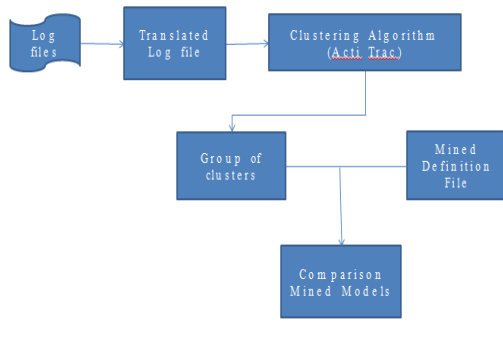 Log
files
Translated
Log file
Clustering Algorithm
(Acti Trac)
Group of
clusters
Mined
Definition
File
Comparison
Mined Models